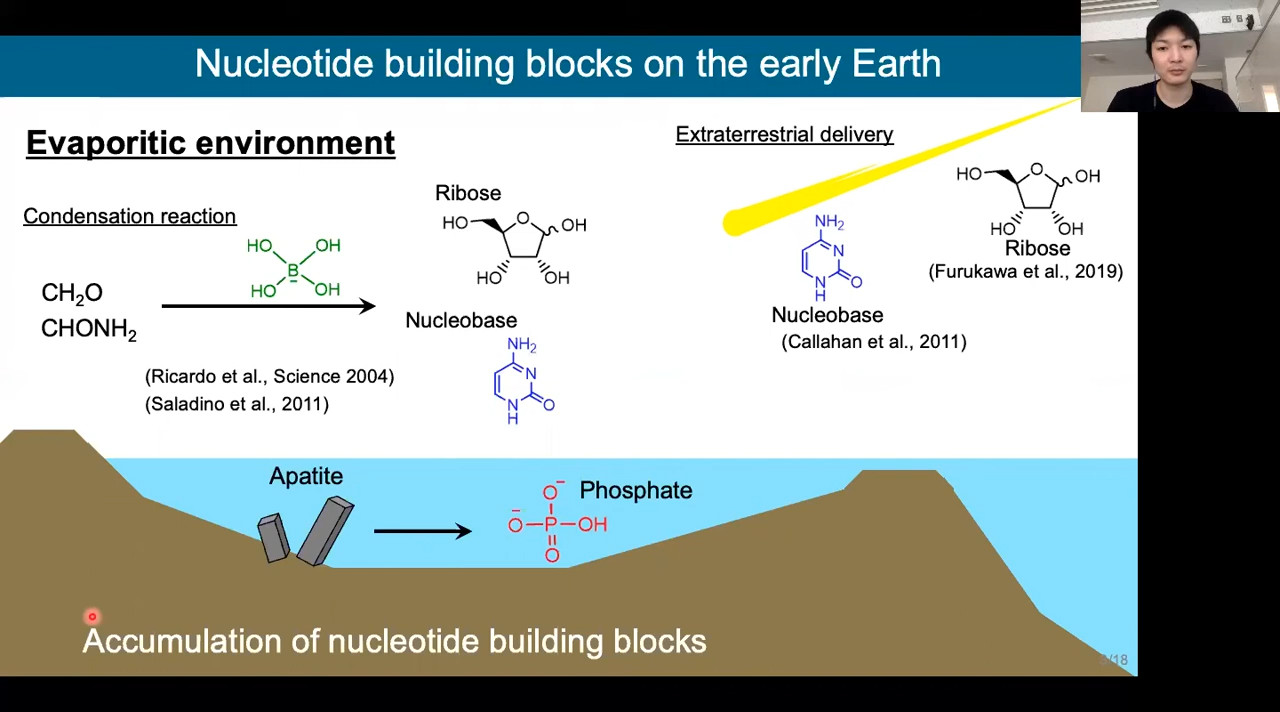 Nucleotide building blocks on the early Earth
Evaporitic environment
Extraterrestrial delivery
Condensation reaction
Ribose
HO
O
OH
HO
OH
HO
OH
B
HO
OH
CH2O
CHONH2
Nucleobase
NH2
N
N
H
O
(Ricardo et al., Science 2004)
(Saladino et al., 2011)
NH2
N
N
H
O
Nucleobase
(Callahan et al., 2011)
HO
O
OH
HO
OH
Ribose
(Furukawa et al., 2019)
Apatite
Phosphate
O−
−O
P
OH
O
Accumulation of nucleotide building blocks
/18